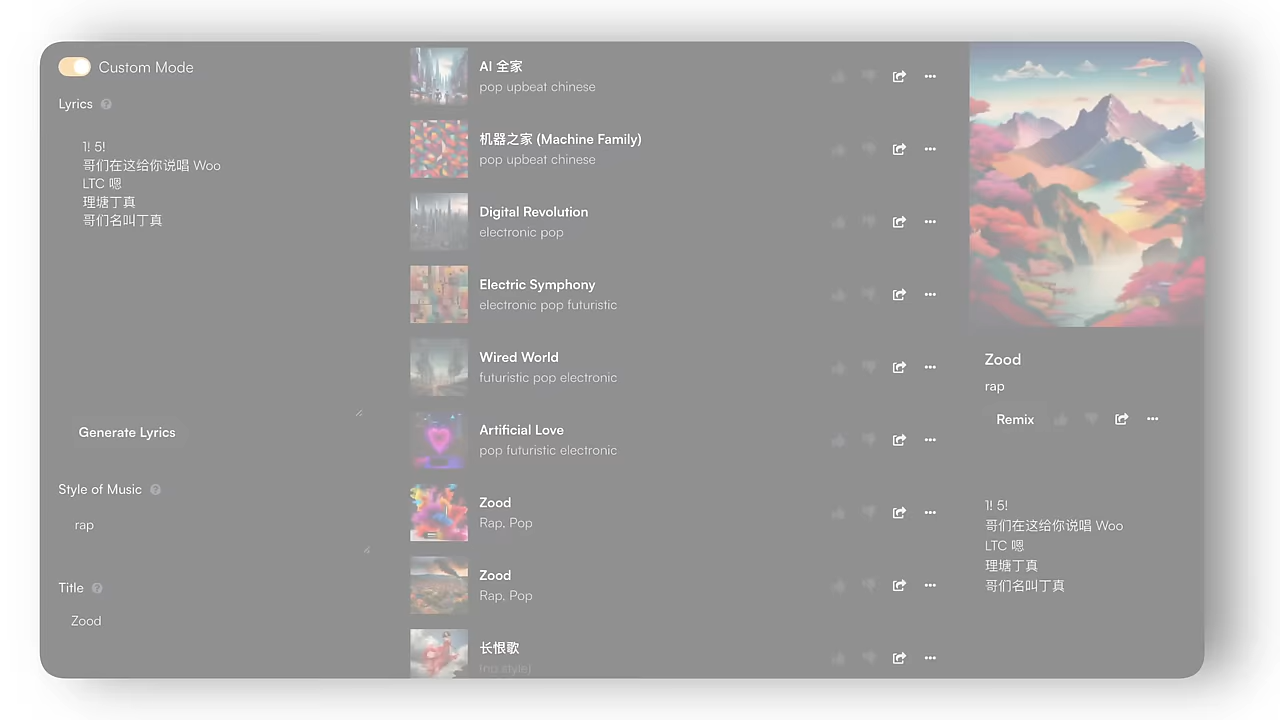 Custom Mode
Lyrics
1! 5!
哥们在这给你说唱 Woo
LTC 嗯
理塘丁真
哥们名叫丁真
Generate Lyrics
Style of Music
rap
Title
Zood
AI 全家
pop upbeat chinese
机器之家 (Machine Family)
pop upbeat chinese
Digital Revolution
electronic pop
Electric Symphony
electronic pop futuristic
Wired World
futuristic pop electronic
Artificial Love
pop futuristic electronic
Zood
Rap, Pop
Zood
Rap, Pop
长恨歌
(no style)
Zood
rap
Remix
1! 5!
哥们在这给你说唱 Woo
LTC 嗯
理塘丁真
哥们名叫丁真